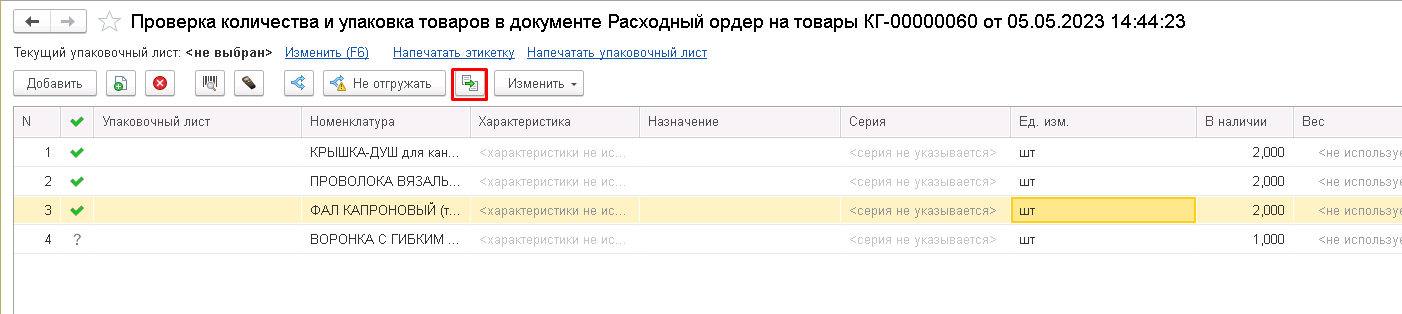 Проверка количества и упаковка товаров в документе Расходный ордер на товары КГ-00000060 от 05.05.2023 14:44:23
Текущий упаковочный лист: <не выбран> Изменить (F6) Напечатать этикетку Напечатать упаковочный лист
Добавить Не отгружать Изменить
N Упаковочный лист Номенклатура Характеристика Назначение Серия Ед. изм. В наличии Вес
1 КРЫШКА-ДУШ для кан... <характеристики не ис... <серия не указывается> шт 2,000 <не используе
2 ПРОВОЛОКА ВЯЗАЛЬ... <характеристики не ис... <серия не указывается> шт 2,000 <не используе
3 ФАЛ КАПРОНОВЫЙ (т... <характеристики не ис... <серия не указывается> шт 2,000 <не используе
4 ? ВОРОНКА С ГИБКИМ ... <характеристики не ис... <серия не указывается> шт 1,000 <не используе